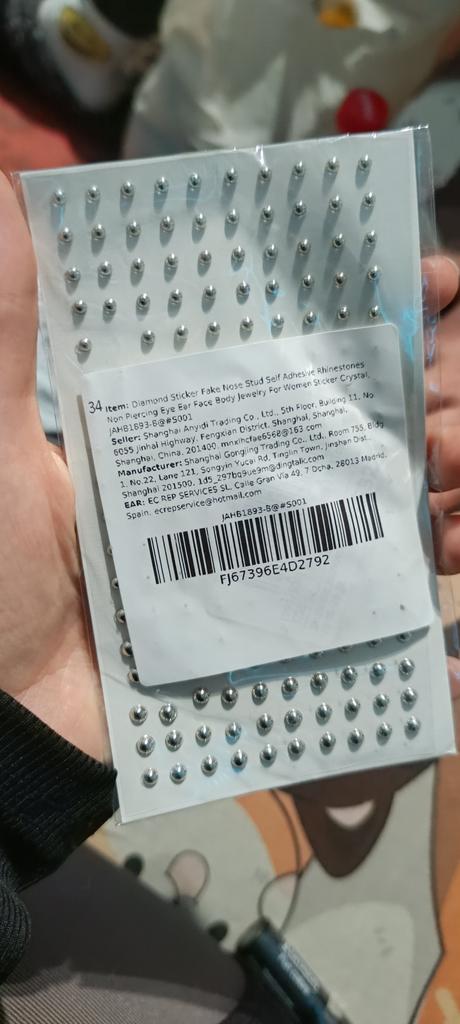 34 Item: Diamond Sticker Fake Nose Stud Self Adhesive Rhinestones
Non Piercing Eye Ear Face Body Jewelry For Women Sticker Crystal,
JAHB1893-B@#S001
Seller: Shanghai Anyidi Trading Co., Ltd., 5th Floor, Building 11, No.
6055 Jinhai Highway, Fengxian District, Shanghai, Shanghai,
Shanghai, China, 201400, mnxihcfae6568@163.com
Manufacturer: Shanghai Gongjing Trading Co., Ltd., Room 755, Bldg
1, No.22, Lane 121, Songyin Yucai Rd, Tinglin Town, Jinshan Dist.,
Shanghai 201500, 1d5_297bq9ue9m@dingtalk.com
EAR: EC REP SERVICES SL, Calle Gran Via 49, 7 Dcha, 28013 Madrid,
Spain, ecrepservice@hotmail.com
JAHB1893-B@#S001
FJ67396E4D2792